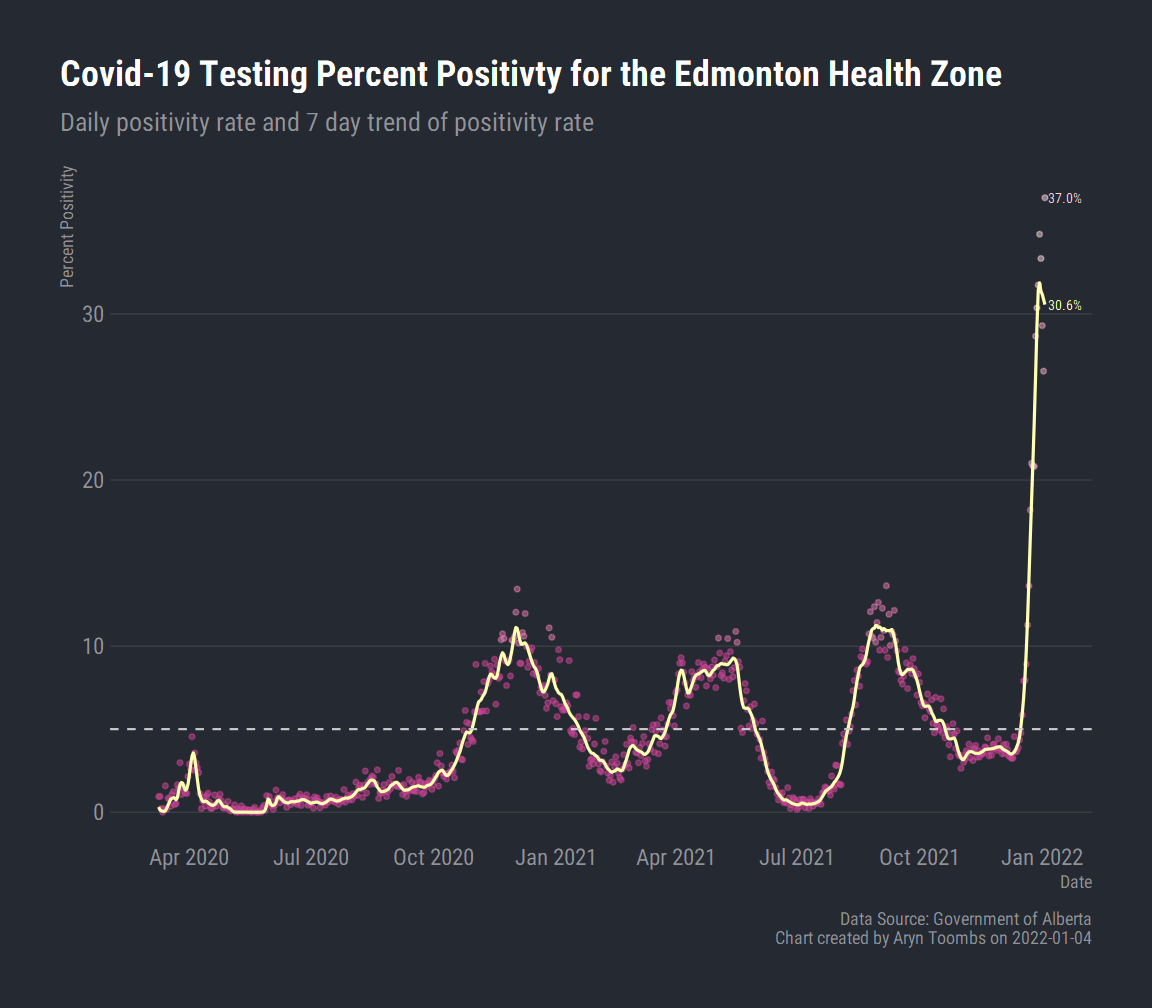 Covid-19 Testing Percent Positivty for the Edmonton Health Zone
Daily positivity rate and 7 day trend of positivity rate
Percent Positivity
37.0%
30.6%
30
20
10
0
Apr 2020 Jul 2020 Oct 2020 Jan 2021 Apr 2021 Jul 2021 Oct 2021 Jan 2022
Date
Data Source: Government of Alberta
Chart created by Aryn Toombs on 2022-01-04